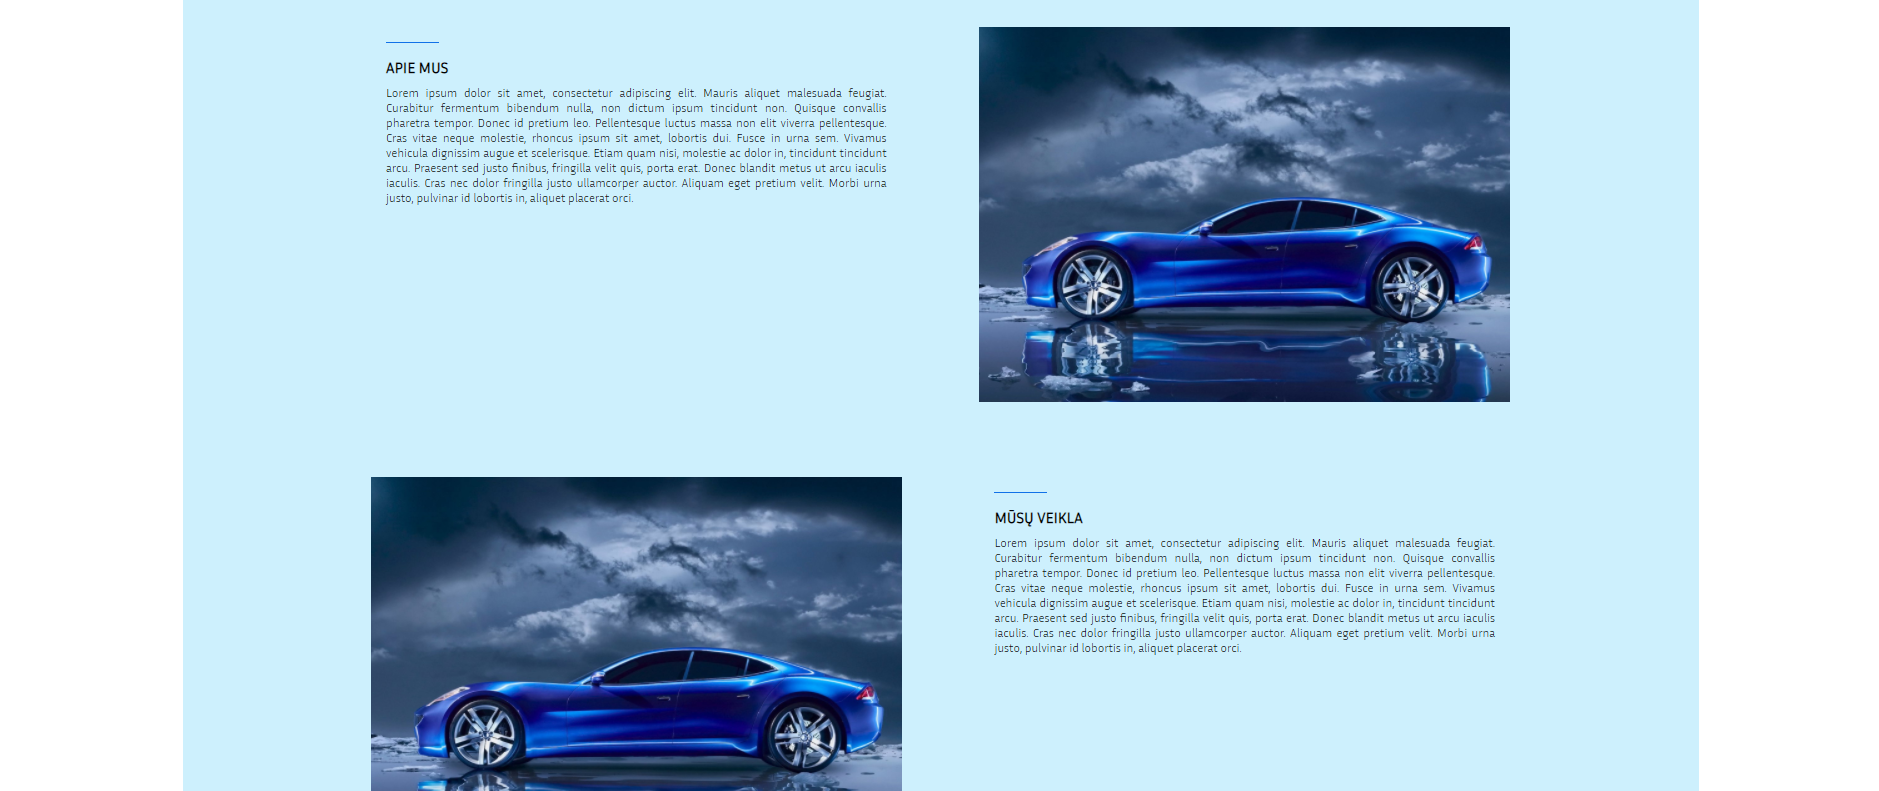 APIE MUS
Lorem ipsum dolor sit amet, consectetur adipiscing elit. Mauris aliquet malesuada feugiat.
Curabitur fermentum bibendum nulla, non dictum ipsum tincidunt non. Quisque convallis
pharetra tempor. Donec id pretium leo. Pellentesque luctus massa non elit viverra pellentesque.
Cras vitae neque molestie, rhoncus ipsum sit amet, lobortis dui. Fusce in urna sem. Vivamus
vehicula dignissim augue et scelerisque. Etiam quam nisi, molestie ac dolor in, tincidunt tincidunt
arcu. Praesent sed justo finibus, fringilla velit quis, porta erat. Donec blandit metus ut arcu iaculis
iaculis. Cras nec dolor fringilla justo ullamcorper auctor. Aliquam eget pretium velit. Morbi urna
justo, pulvinar id lobortis in, aliquet placerat orci.
MŪSŲ VEIKLA
Lorem ipsum dolor sit amet, consectetur adipiscing elit. Mauris aliquet malesuada feugiat.
Curabitur fermentum bibendum nulla, non dictum ipsum tincidunt non. Quisque convallis
pharetra tempor. Donec id pretium leo. Pellentesque luctus massa non elit viverra pellentesque.
Cras vitae neque molestie, rhoncus ipsum sit amet, lobortis dui. Fusce in urna sem. Vivamus
vehicula dignissim augue et scelerisque. Etiam quam nisi, molestie ac dolor in, tincidunt tincidunt
arcu. Praesent sed justo finibus, fringilla velit quis, porta erat. Donec blandit metus ut arcu iaculis
iaculis. Cras nec dolor fringilla justo ullamcorper auctor. Aliquam eget pretium velit. Morbi urna
justo, pulvinar id lobortis in, aliquet placerat orci.